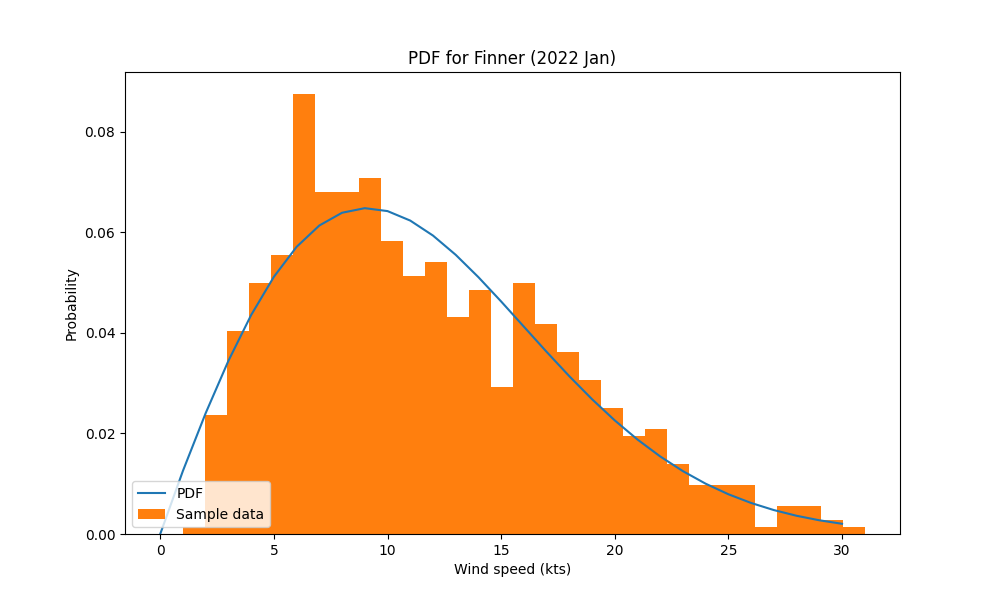 PDF for Finner (2022 Jan)
0.08
0.06
0.04
0.02
0.00
Probability
PDF
Sample data
0 5 10 15 20 25 30
Wind speed (kts)